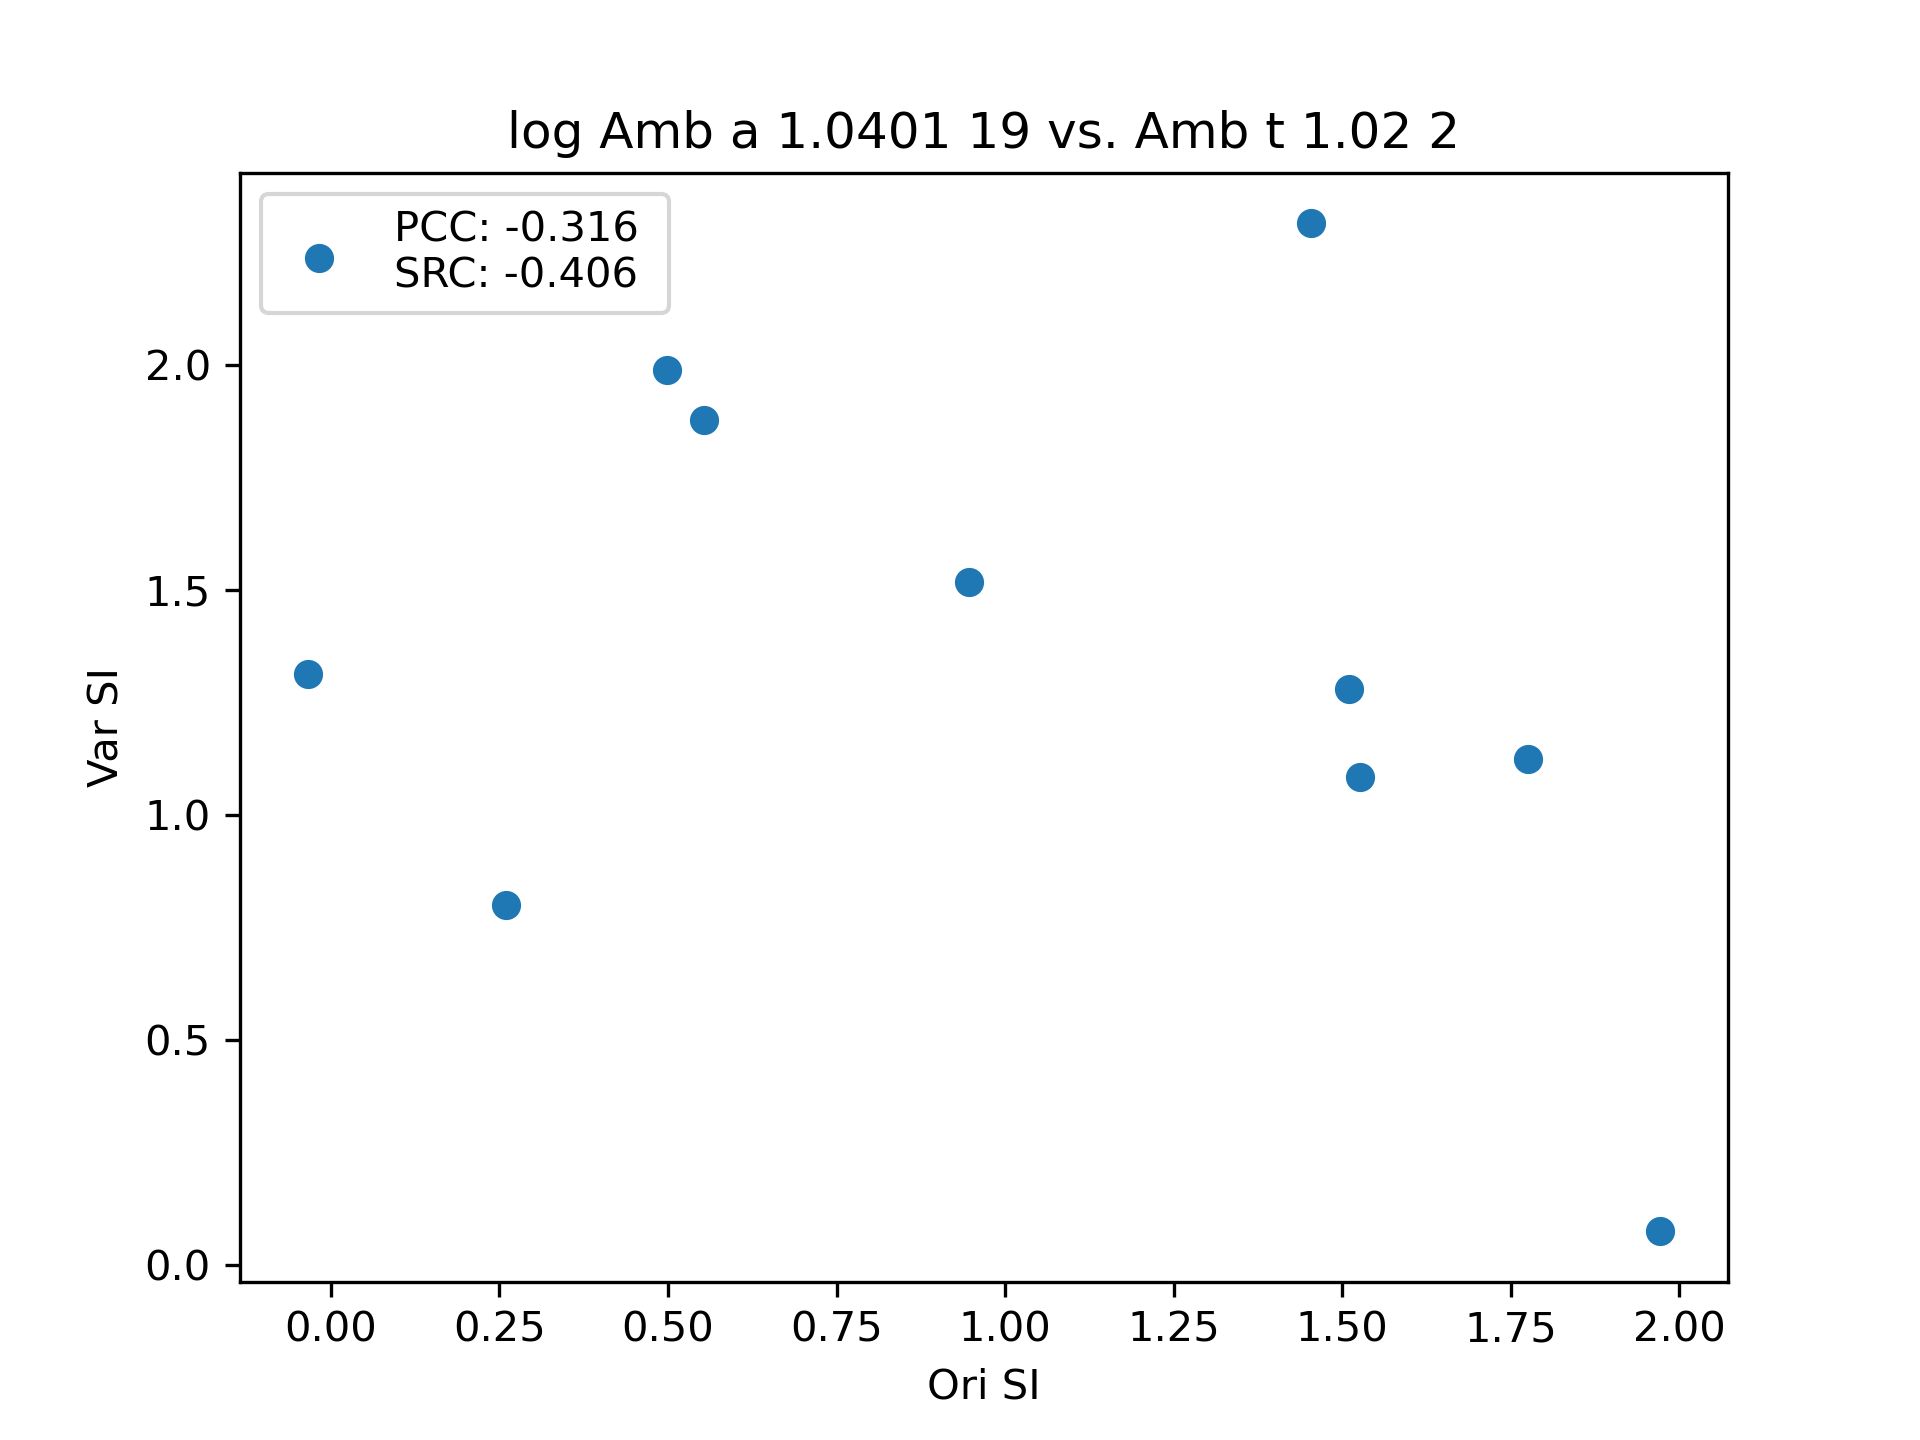 log Amb a 1.0401 19 vs. Amb t 1.02 2
PCC: -0.316
SRC: -0.406
2.0
1.5
1.0
0.5
0.0
Var SI
0.00 0.25 0.50 0.75 1.00 1.25 1.50 1.75 2.00
Ori SI